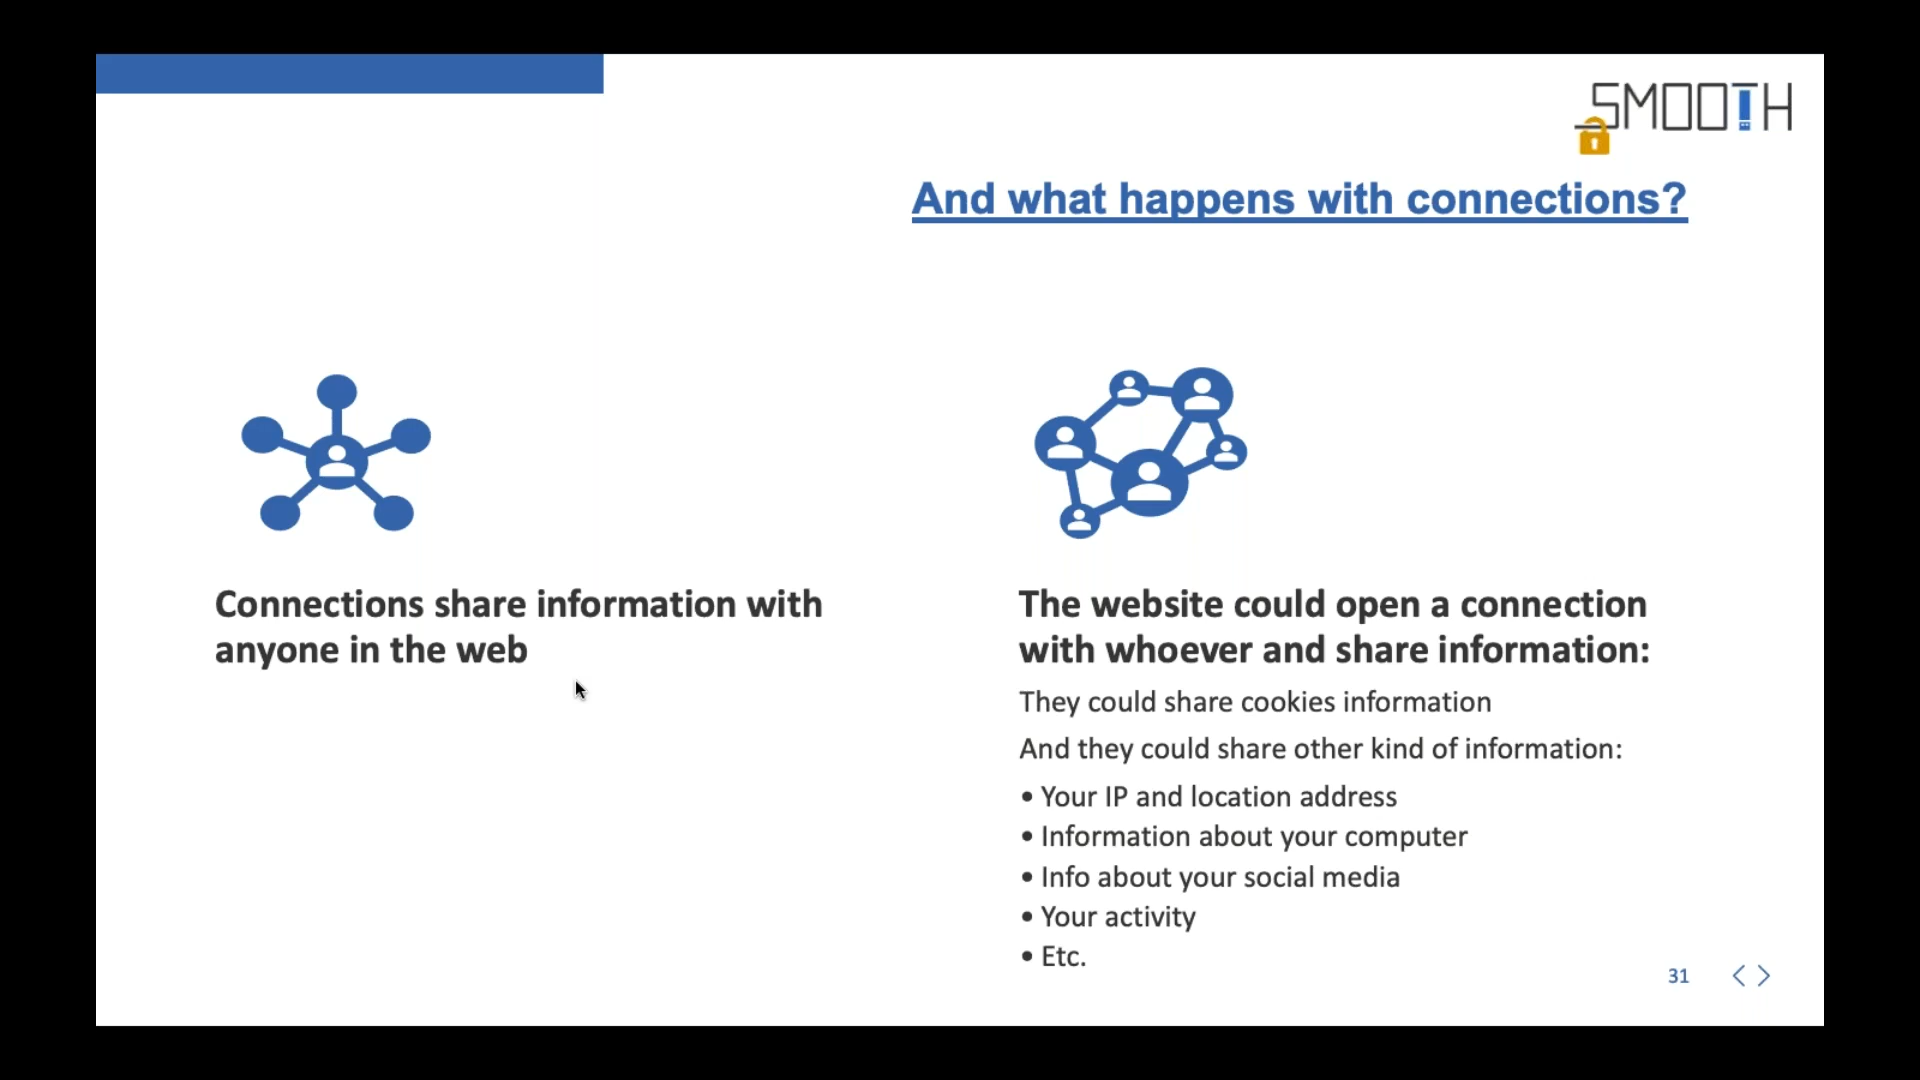 SMOOTH
And what happens with connections?
Connections share information with
anyone in the web
The website could open a connection
with whoever and share information:
They could share cookies information
And they could share other kind of information:
• Your IP and location address
• Information about your computer
• Info about your social media
• Your activity
• Etc.
31